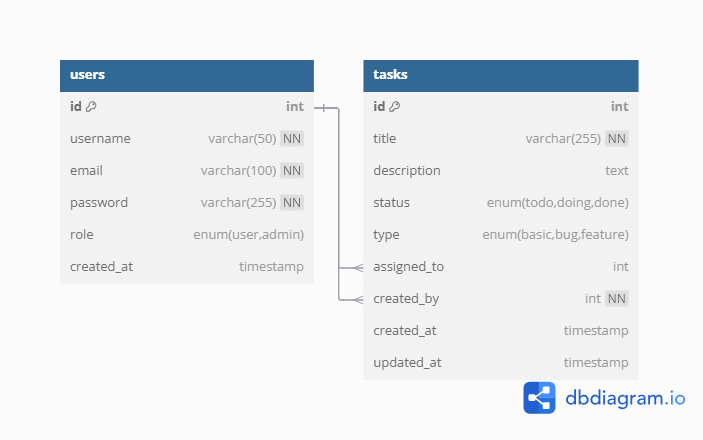 users
id int
username varchar(50) NN
email varchar(100) NN
password varchar(255) NN
role enum(user,admin)
created_at timestamp
tasks
id int
title varchar(255) NN
description text
status enum(todo,doing,done)
type enum(basic,bug,feature)
assigned_to int
created_by int NN
created_at timestamp
updated_at timestamp
dbdiagram.io